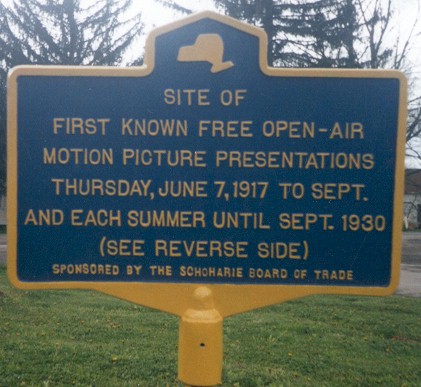 SITE OF
FIRST KNOWN FREE OPEN-AIR
MOTION PICTURE PRESENTATIONS
THURSDAY, JUNE 7, 1917 TO SEPT.
AND EACH SUMMER UNTIL SEPT. 1930
(SEE REVERSE SIDE)
SPONSORED BY THE SCHOHARIE BOARD OF TRADE